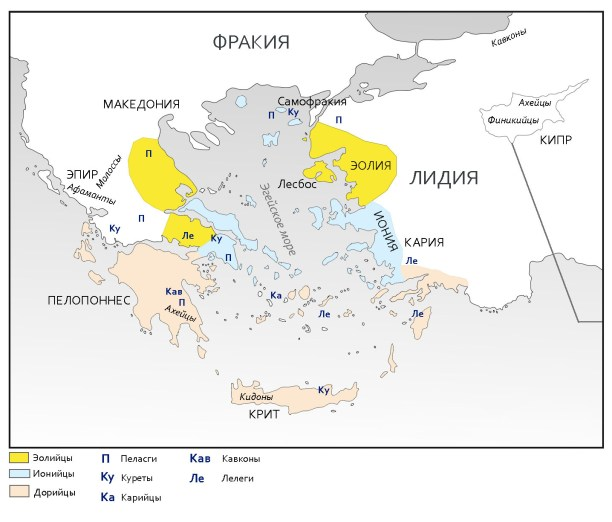 ФРАКИЯ
Кавконы
МАКЕДОНИЯ
Самофракия
П
Ку
П
Ахейцы
Финикийцы
КИПР
П
ЭПИР
Молоссы
Афаманты
ЭОЛИЯ
ЛИДИЯ
Лесбос
Эгейское море
П
Ку
Ле
Ку
П
ИОНИЯ
КАРИЯ
Ле
ПЕЛОПОННЕС
Кав
П
Ахейцы
Ка
Ле
Ле
Кидоны
Ку
КРИТ
Эолийцы
П Пеласги
Кав Кавконы
Ионийцы
Ку Куреты
Ле Лелеги
Дорийцы
Ка Карийцы